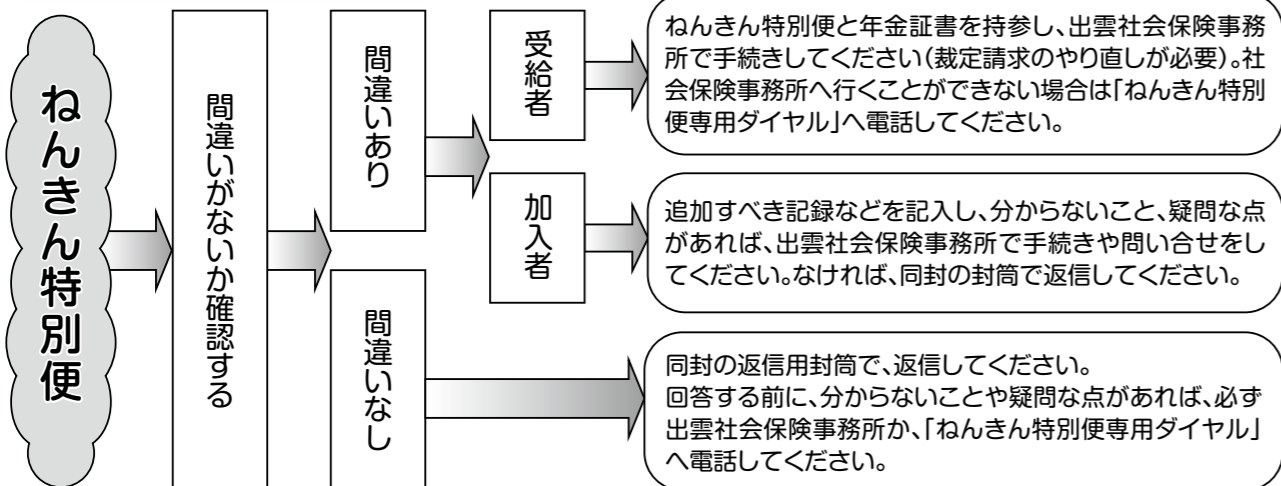 ねんきん特別便
間違いがないか確認する
間違いあり
受給者
ねんきん特別便と年金証書を持参し、出雲社会保険事務
所で手続きしてください(裁定請求のやり直しが必要)。社
会保険事務所へ行くことができない場合は「ねんきん特別
便専用ダイヤル」へ電話してください。
加入者
追加すべき記録などを記入し、分からないこと、疑問な点
があれば、出雲社会保険事務所で手続きや問い合せをし
てください。なければ、同封の封筒で返信してください。
間違いなし
同封の返信用封筒で、返信してください。
回答する前に、分からないことや疑問な点があれば、必ず
出雲社会保険事務所か、「ねんきん特別便専用ダイヤル」
へ電話してください。